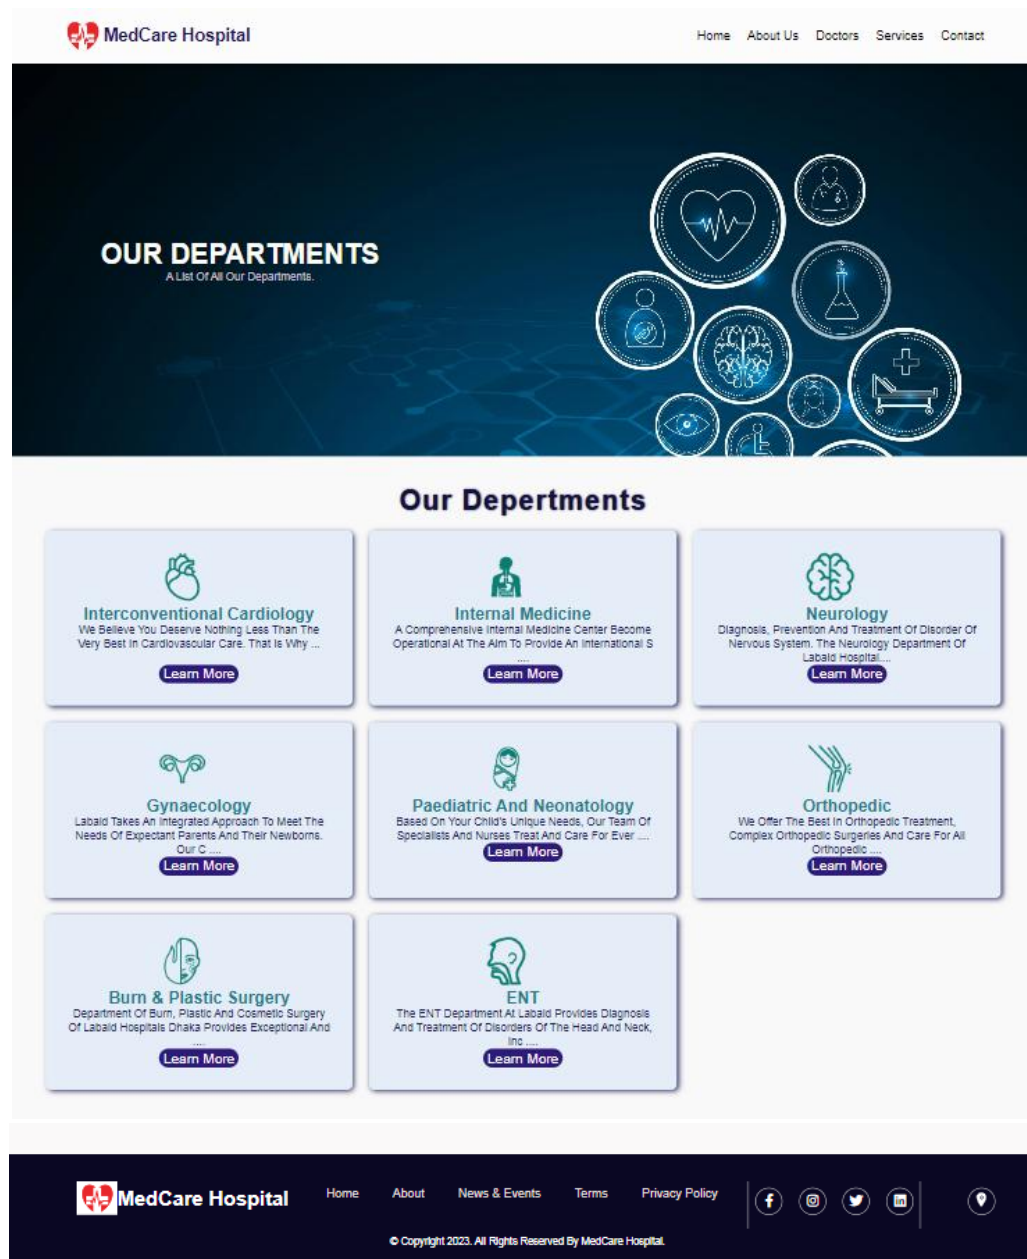 MedCare Hospital
Home About Us Doctors Services Contact
OUR DEPARTMENTS
A List Of All Our Departments.
Our Depertments
Interconventional Cardiology
We Believe You Deserve Nothing Less Than The
Very Best In Cardiovascular Care. That Is Why ...
Learn More
Internal Medicine
A Comprehensive Internal Medicine Center Become
Operational At The Aim To Provide An International S
....
Learn More
Neurology
Diagnosis, Prevention And Treatment Of Disorder Of
Nervous System. The Neurology Department Of
Labaid Hospital....
Learn More
Gynaecology
Labaid Takes An Integrated Approach To Meet The
Needs Of Expectant Parents And Their Newborns.
Our C ....
Learn More
Paediatric And Neonatology
Based On Your Child's Unique Needs, Our Team Of
Specialists And Nurses Treat And Care For Ever ....
Learn More
Orthopedic
We Offer The Best In Orthopedic Treatment,
Complex Orthopedic Surgeries And Care For All
Orthopedic ....
Learn More
Burn & Plastic Surgery
Department Of Burn, Plastic And Cosmetic Surgery
Of Labaid Hospitals Dhaka Provides Exceptional And
....
Learn More
ENT
The ENT Department At Labaid Provides Diagnosis
And Treatment Of Disorders Of The Head And Neck,
Inc ....
Learn More
MedCare Hospital
Home About News & Events Terms Privacy Policy
© Copyright 2023. All Rights Reserved By MedCare Hospital.